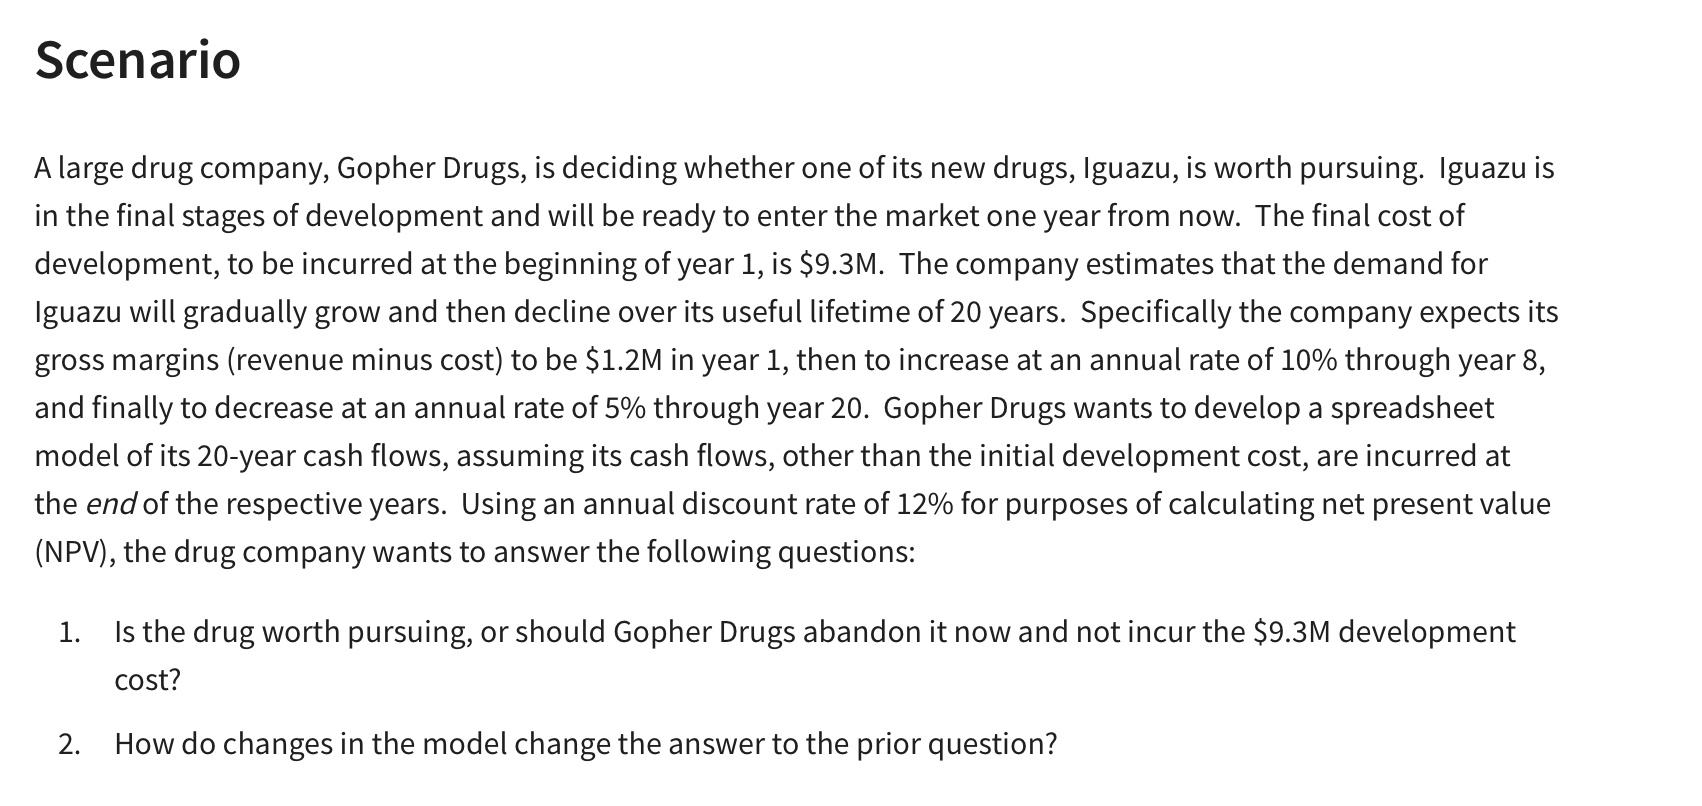 Scenario
A large drug company, Gopher Drugs, is deciding whether one of its new drugs, Iguazu, is worth pursuing.  Iguazu is
in the final stages of development and will be ready to enter the market one year from now.  The final cost of
development, to be incurred at the beginning of year 1, is $9.3M.  The company estimates that the demand for
Iguazu will gradually grow and then decline over its useful lifetime of 20 years.  Specifically the company expects its
gross margins (revenue minus cost) to be $1.2M in year 1, then to increase at an annual rate of 10% through year 8,
and finally to decrease at an annual rate of 5% through year 20.  Gopher Drugs wants to develop a spreadsheet
model of its 20-year cash flows, assuming its cash flows, other than the initial development cost, are incurred at
the end of the respective years.  Using an annual discount rate of 12% for purposes of calculating net present value
(NPV), the drug company wants to answer the following questions:
1. Is the drug worth pursuing, or should Gopher Drugs abandon it now and not incur the $9.3M development
cost?
2. How do changes in the model change the answer to the prior question?